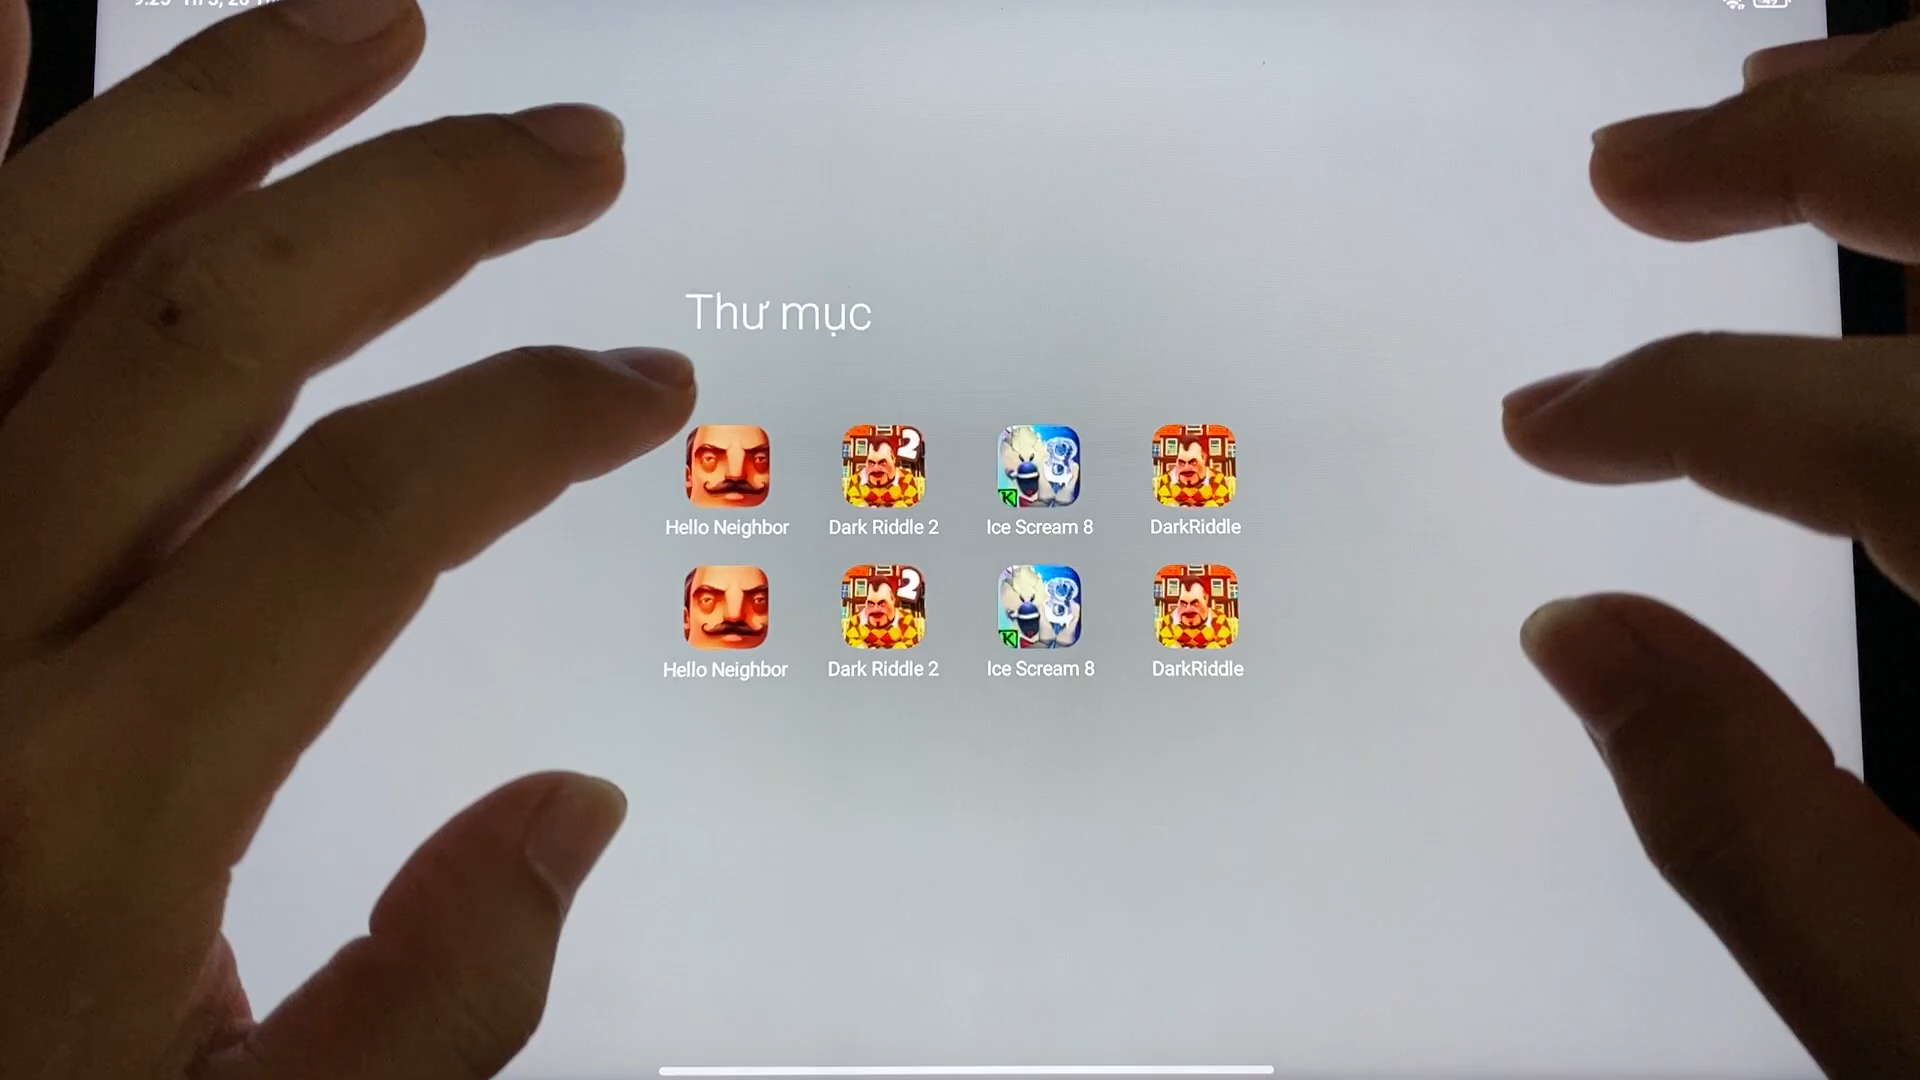 Thư mục
Hello Neighbor
Dark Riddle 2
Ice Scream 8
DarkRiddle
Hello Neighbor
Dark Riddle 2
Ice Scream 8
DarkRiddle